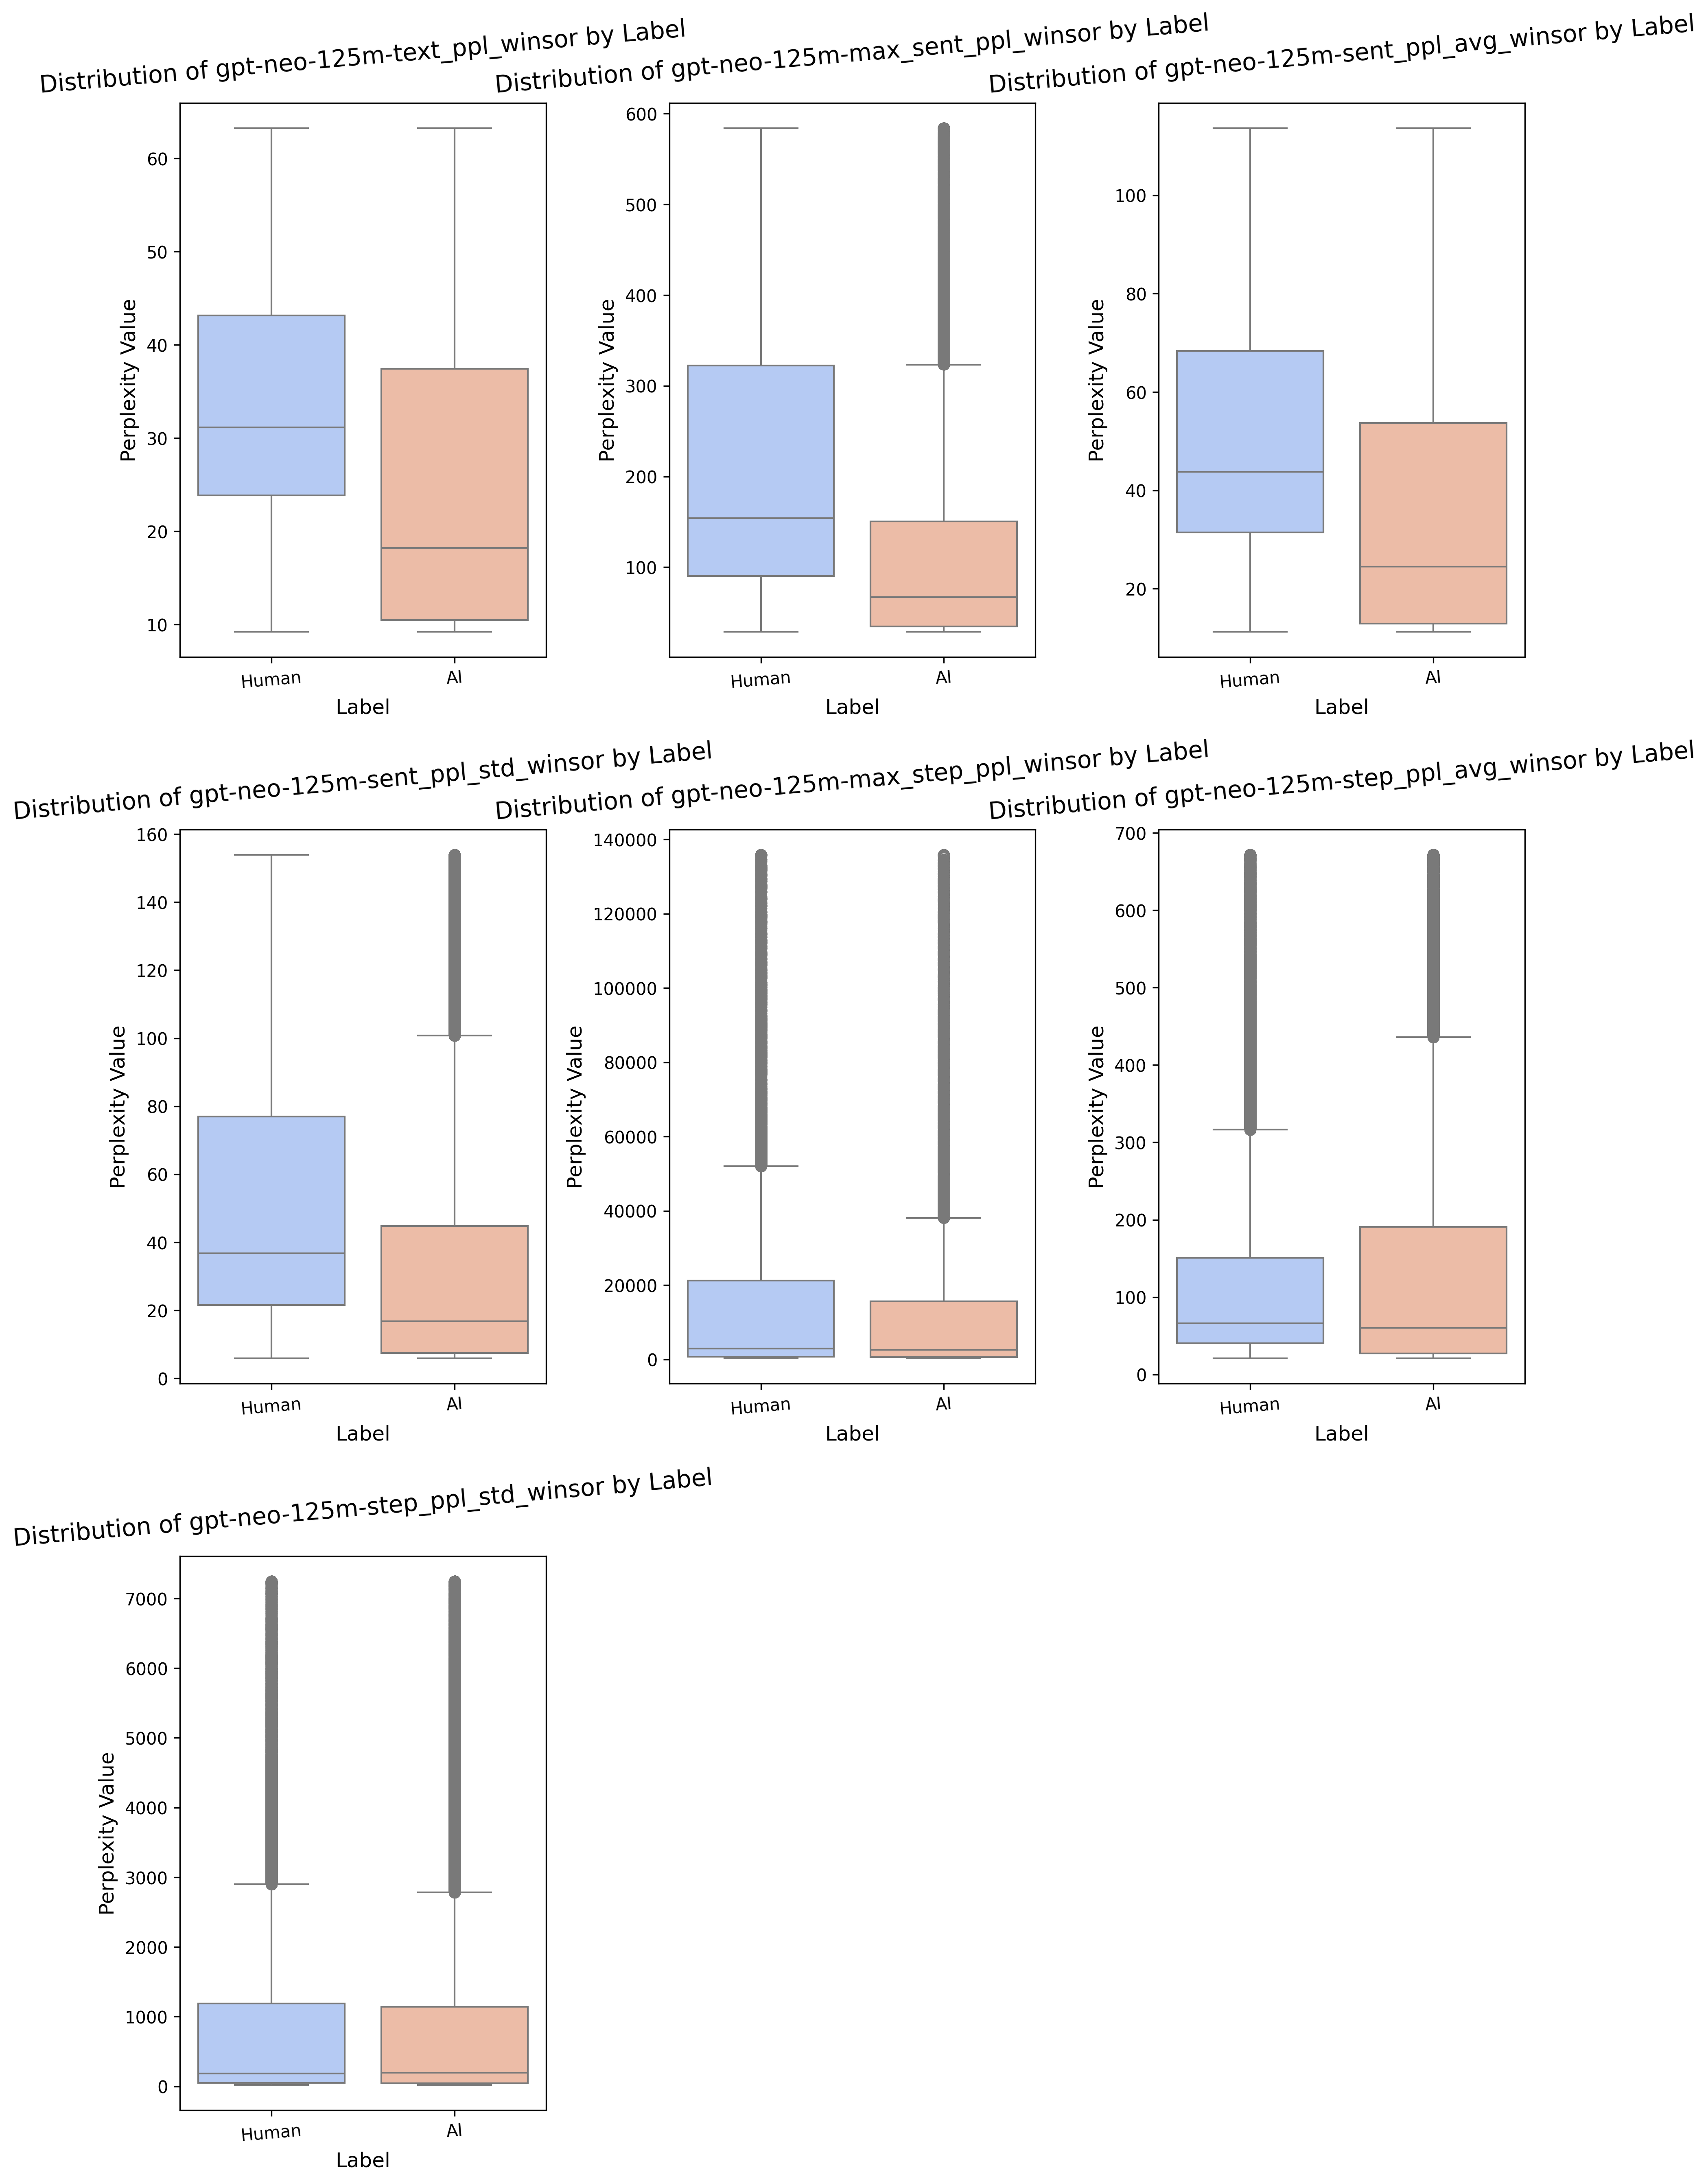 Distribution of gpt-neo-125m-text_ppl_winsor by Label
Perplexity Value
60
50
40
30
20
10
Human
AI
Label
Distribution of gpt-neo-125m-max_sent_ppl_winsor by Label
Perplexity Value
600
500
400
300
200
100
Human
AI
Label
Distribution of gpt-neo-125m-sent_ppl_avg_winsor by Label
Perplexity Value
100
80
60
40
20
Human
AI
Label
Distribution of gpt-neo-125m-sent_ppl_std_winsor by Label
Perplexity Value
160
140
120
100
80
60
40
20
0
Human
AI
Label
Distribution of gpt-neo-125m-max_step_ppl_winsor by Label
Perplexity Value
140000
120000
100000
80000
60000
40000
20000
0
Human
AI
Label
Distribution of gpt-neo-125m-step_ppl_avg_winsor by Label
Perplexity Value
700
600
500
400
300
200
100
0
Human
AI
Label
Distribution of gpt-neo-125m-step_ppl_std_winsor by Label
Perplexity Value
7000
6000
5000
4000
3000
2000
1000
0
Human
AI
Label